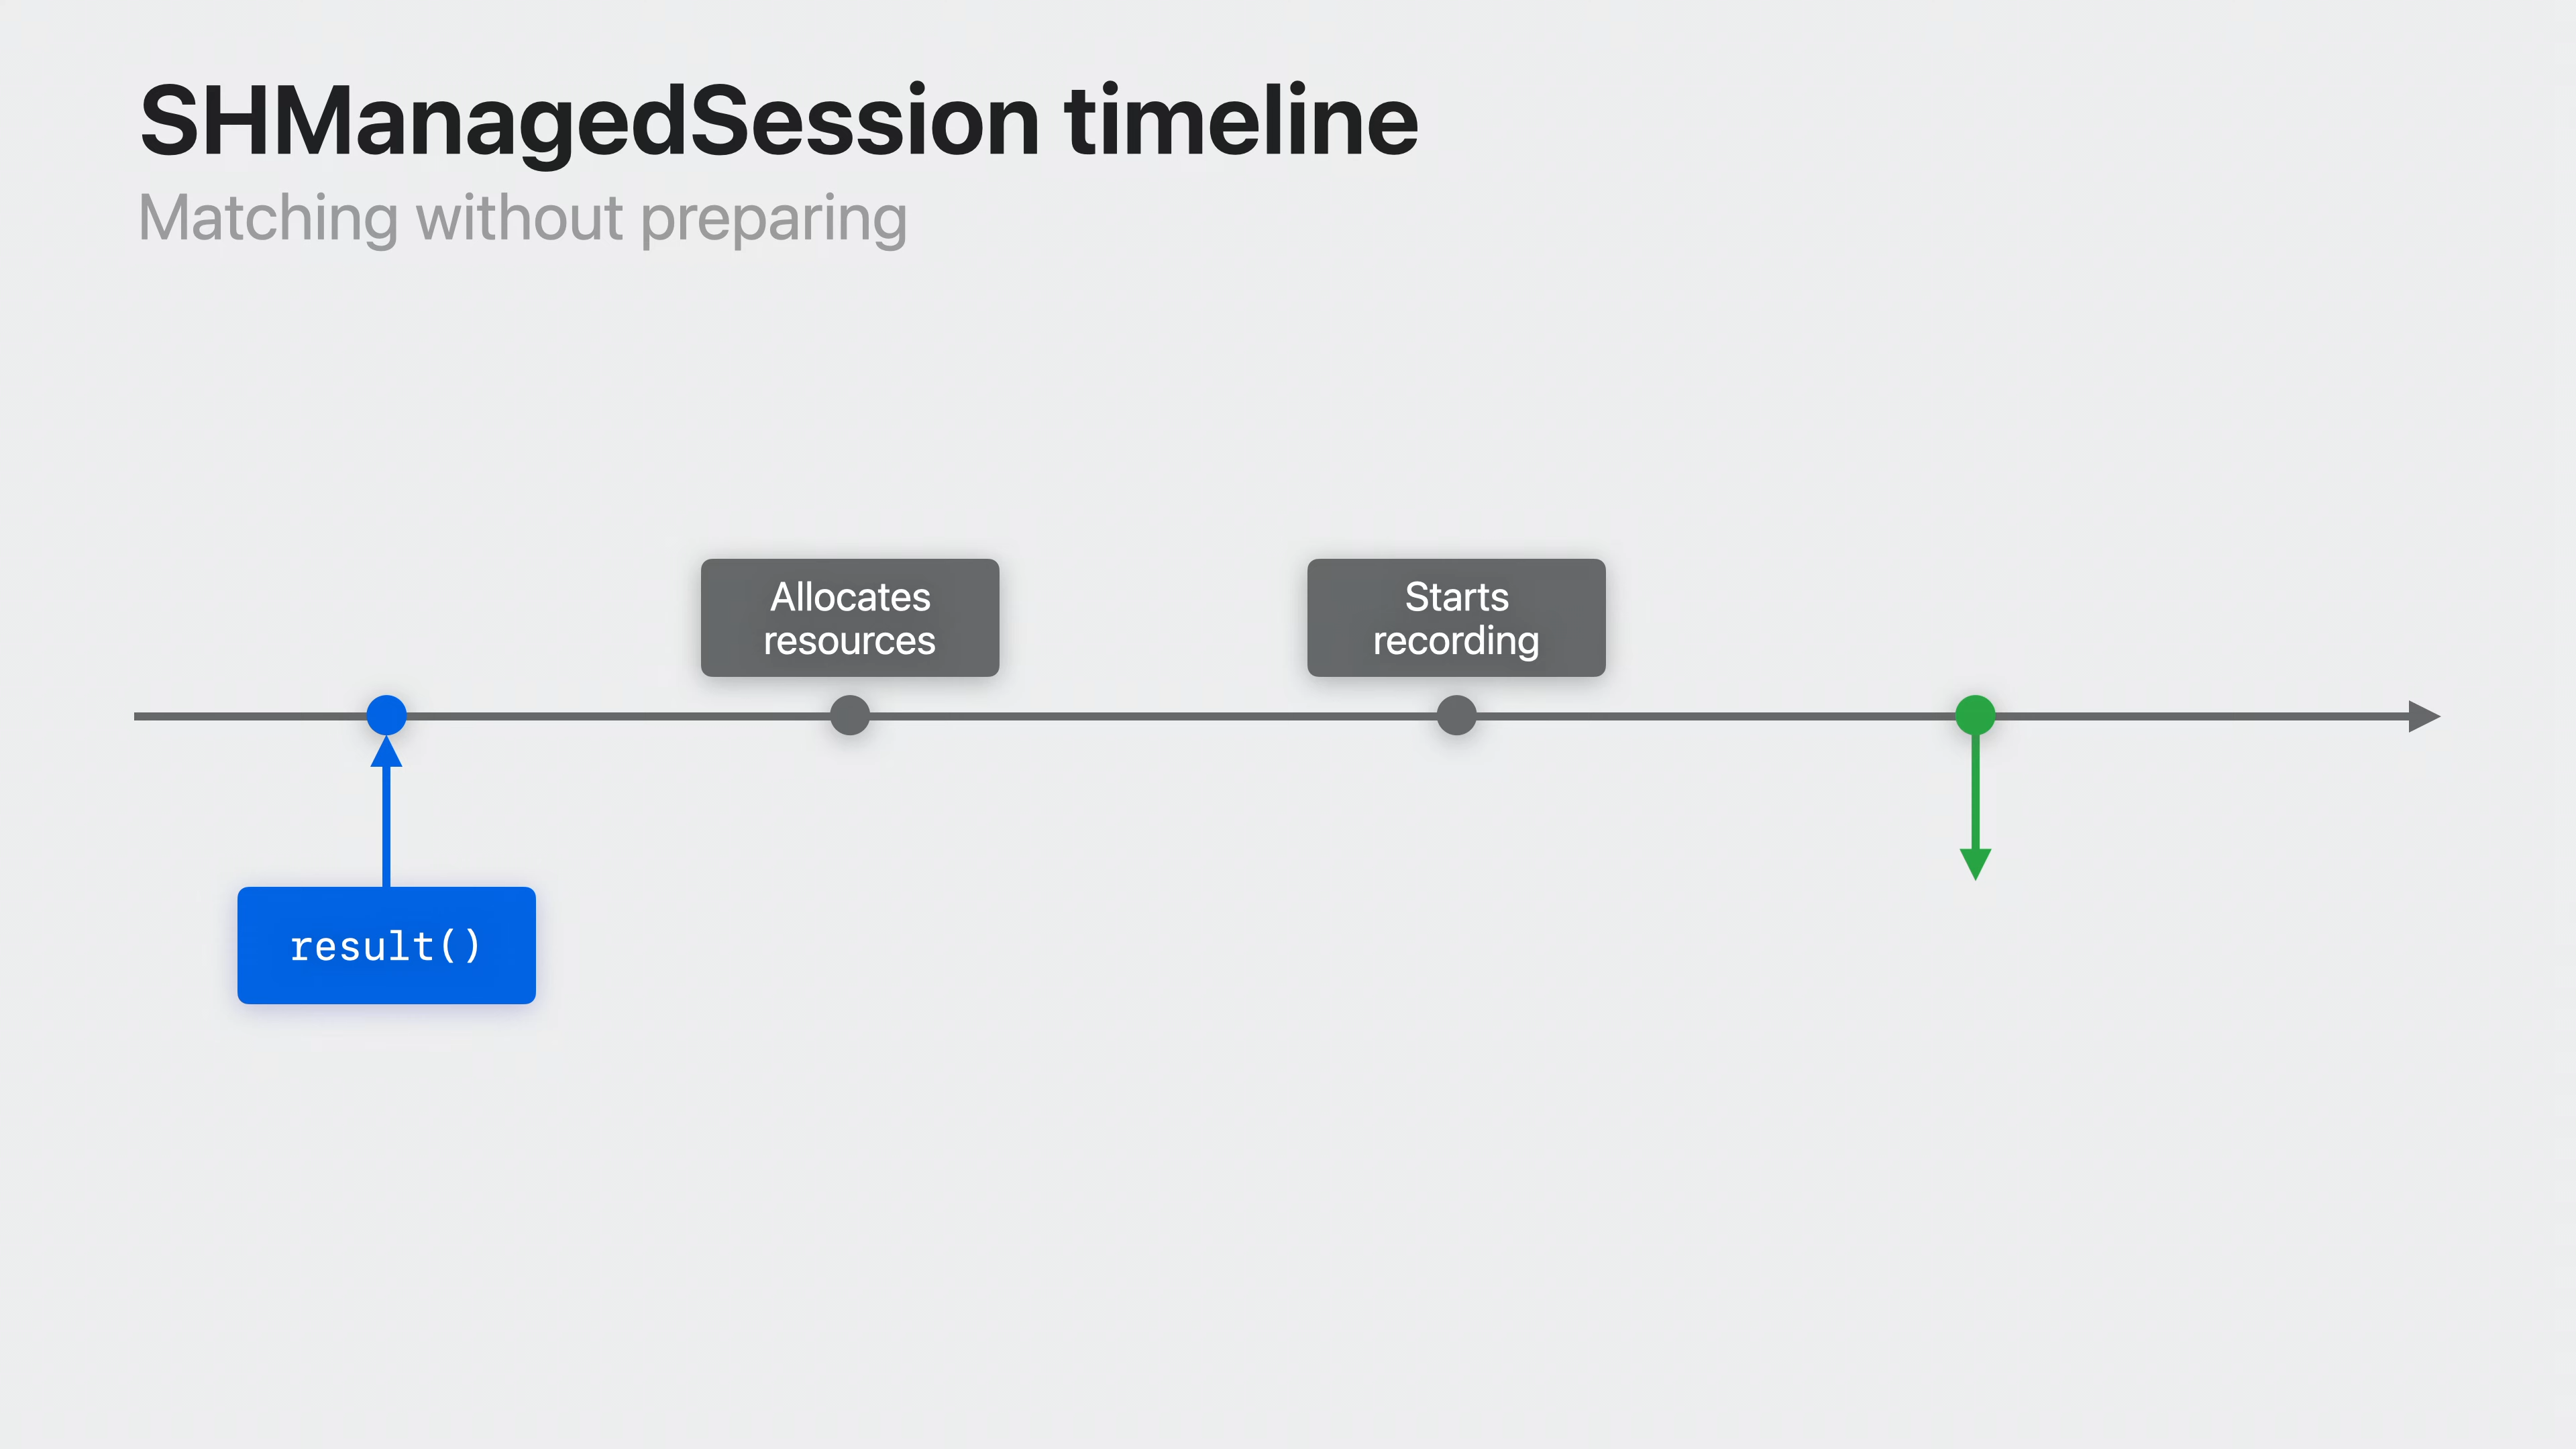 SHManagedSession timeline
Matching without preparing
Allocates
resources
Starts
recording
result()